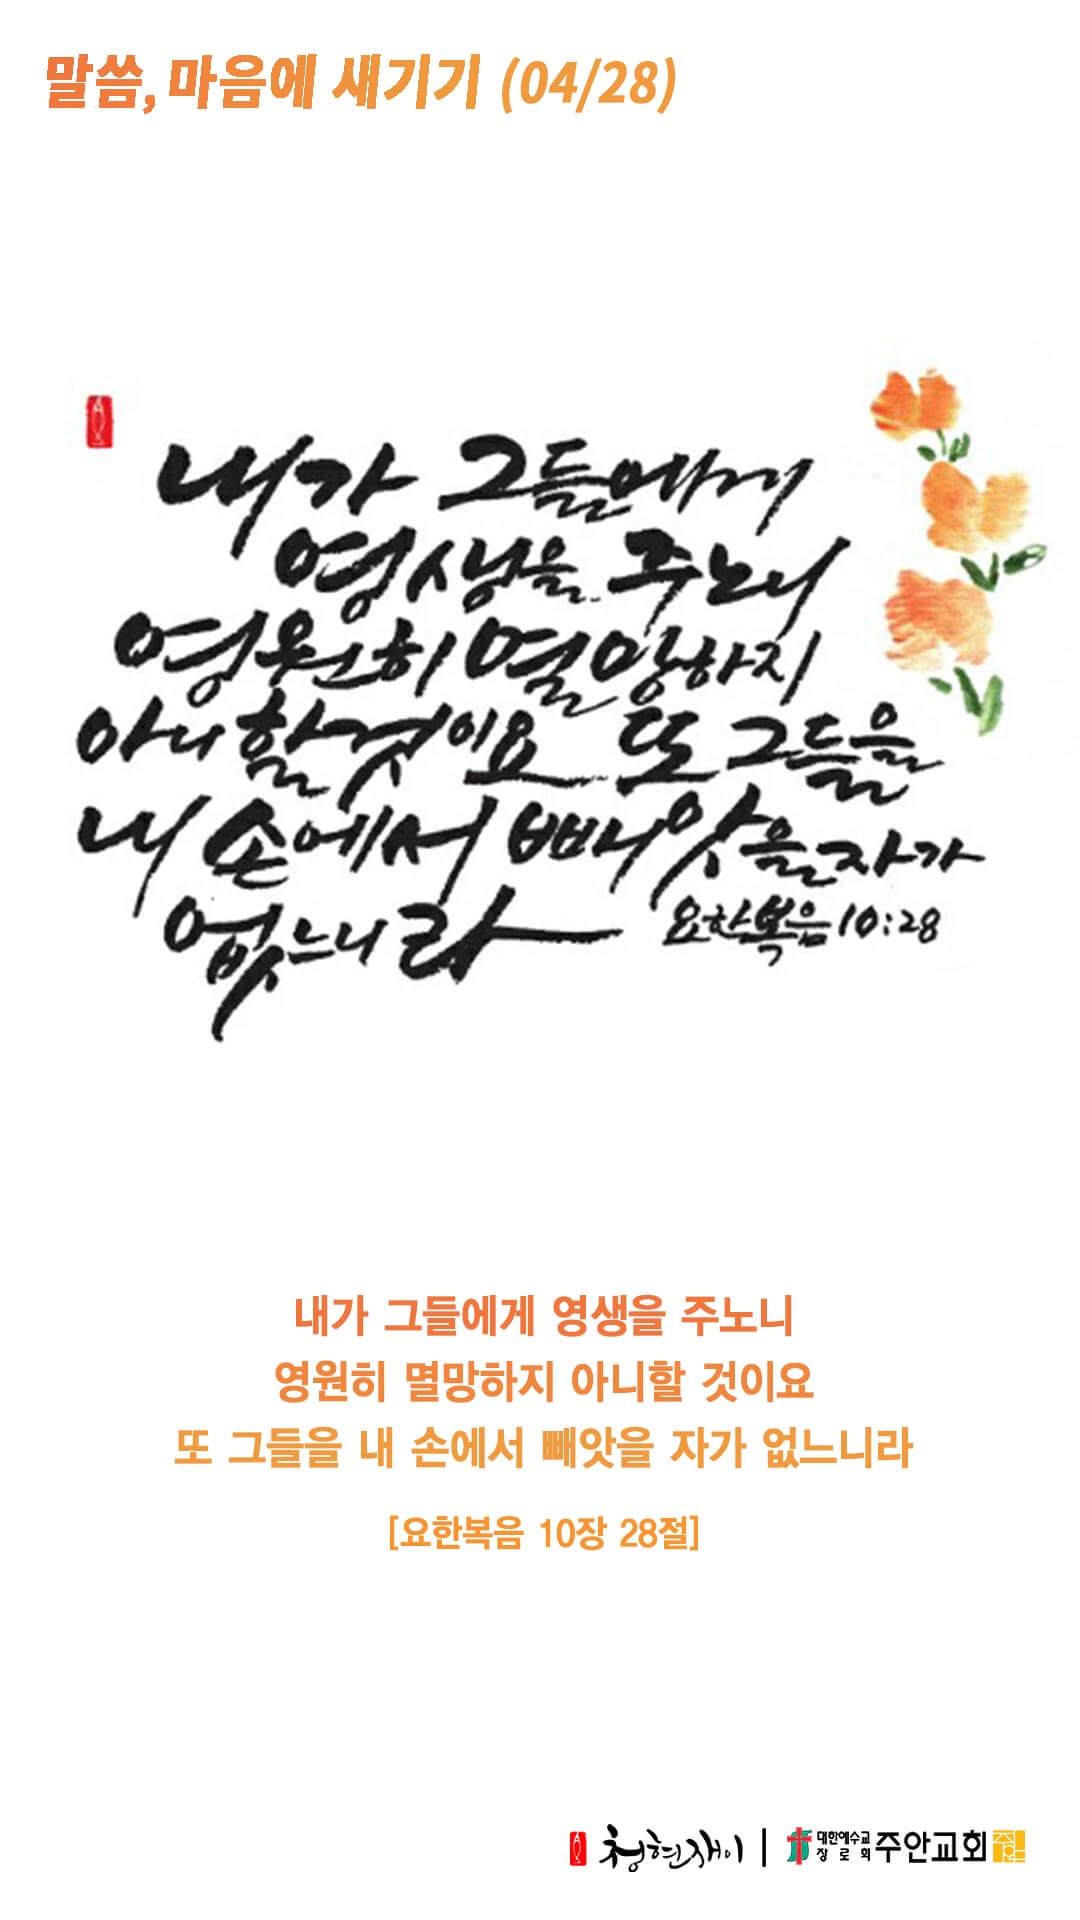 말씀, 마음에 새기기 (04/28)
내가 그들에게
영생을 주노니
영원히 멸망하지
아니할것이요 또 그들을
내 손에서 빼앗을 자가
없느니라 요한복음 10:28
내가 그들에게 영생을 주노니
영원히 멸망하지 아니할 것이요
또 그들을 내 손에서 빼앗을 자가 없느니라
[요한복음 10장 28절]
청현재이 | 대한예수교 장로회 주안교회